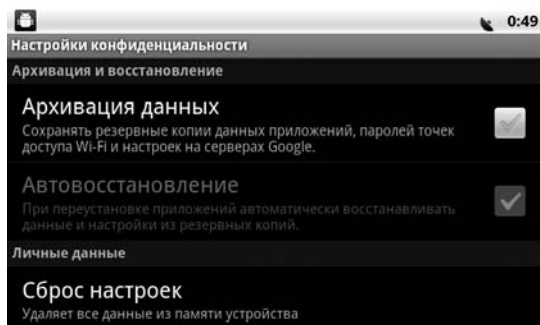 0:49
Настройки конфиденциальности
Архивация и восстановление
Архивация данных
Сохранять резервные копии данных приложений, паролей точек
доступа Wi-Fi и настроек на серверах Google.
Автовосстановление
При переустановке приложений автоматически восстанавливать
данные и настройки из резервных копий.
Личные данные
Сброс настроек
Удаляет все данные из памяти устройства